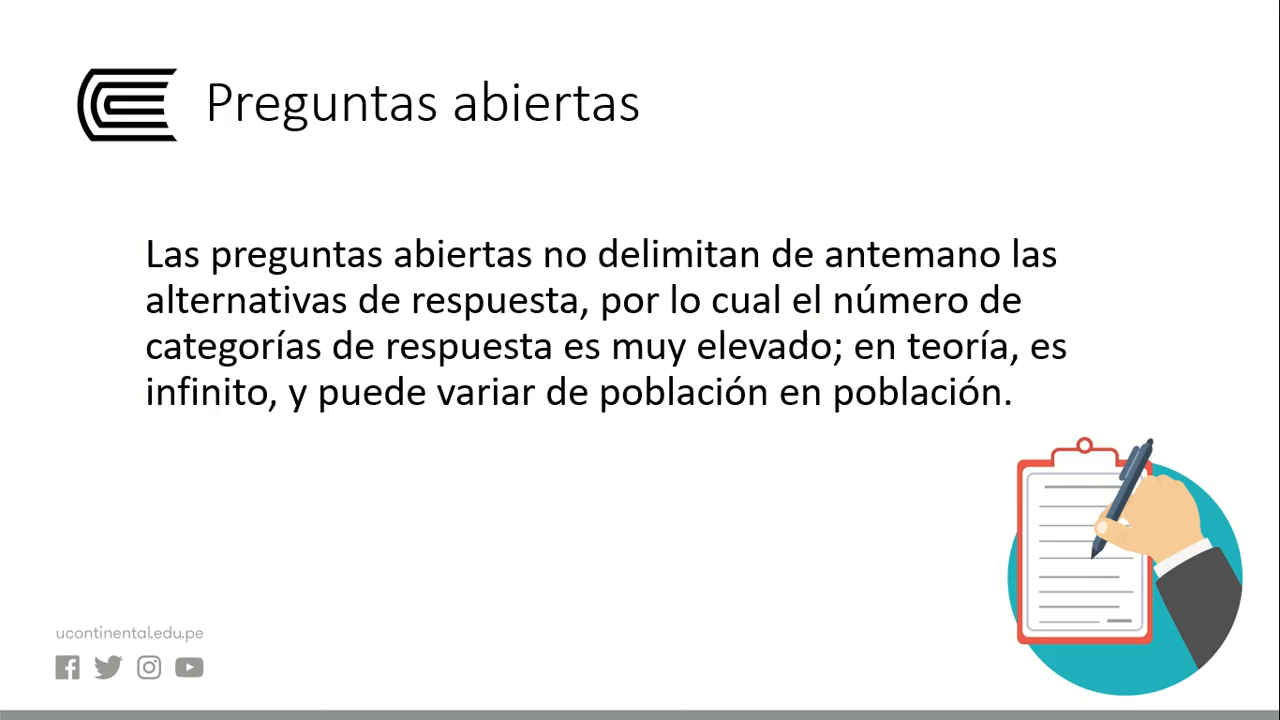 Preguntas abiertas
Las preguntas abiertas no delimitan de antemano las
alternativas de respuesta, por lo cual el número de
categorías de respuesta es muy elevado; en teoría, es
infinito, y puede variar de población en población.
ucontinental.edu.pe